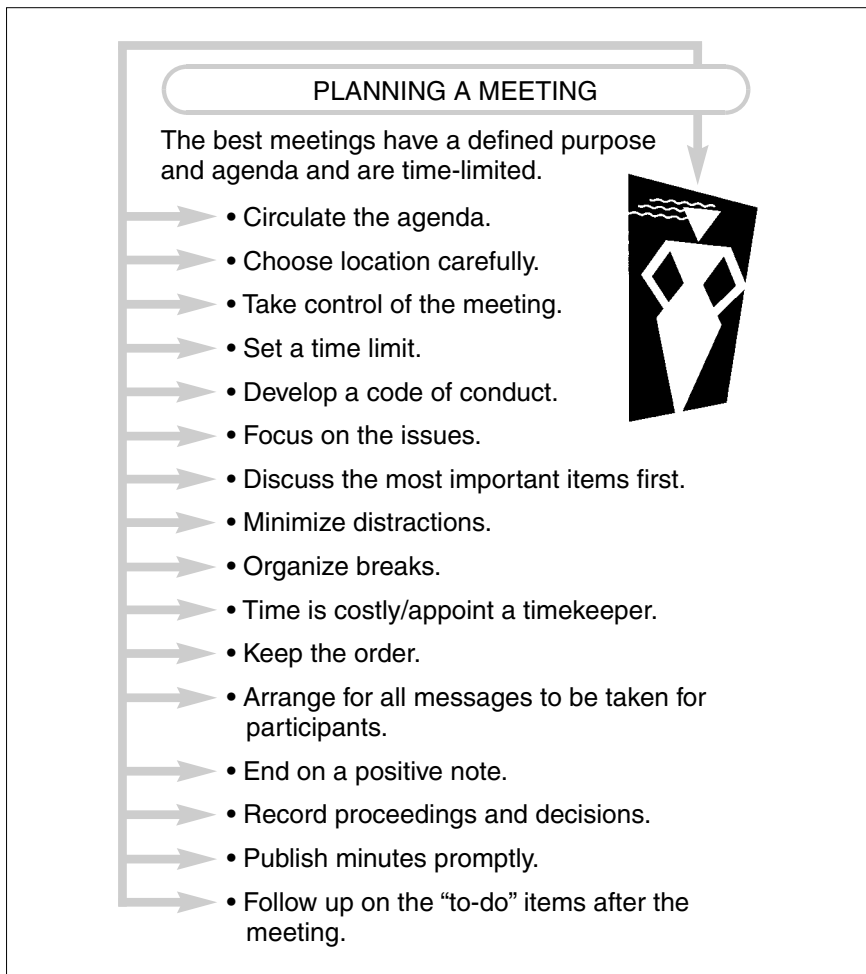 PLANNING A MEETING
The best meetings have a defined purpose
and agenda and are time-limited.
• Circulate the agenda.
• Choose location carefully.
• Take control of the meeting.
• Set a time limit.
• Develop a code of conduct.
• Focus on the issues.
• Discuss the most important items first.
• Minimize distractions.
• Organize breaks.
• Time is costly/appoint a timekeeper.
• Keep the order.
• Arrange for all messages to be taken for
participants.
• End on a positive note.
• Record proceedings and decisions.
• Publish minutes promptly.
• Follow up on the “to-do” items after the
meeting.